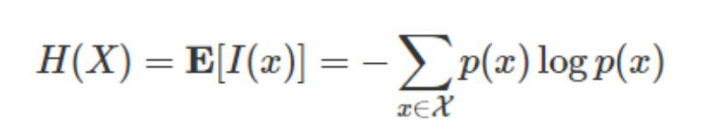 H(X) = E[I(x)] = − ∑ p(x) log p(x)
x∈𝒳